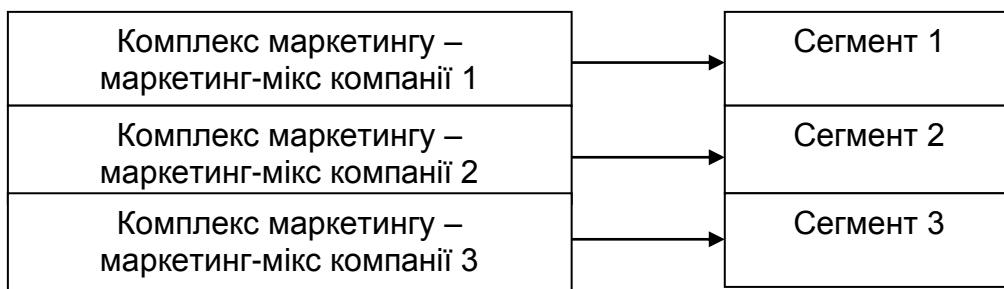 Комплекс маркетингу –
маркетинг-мікс компанії 1
Сегмент 1
Комплекс маркетингу –
маркетинг-мікс компанії 2
Сегмент 2
Комплекс маркетингу –
маркетинг-мікс компанії 3
Сегмент 3